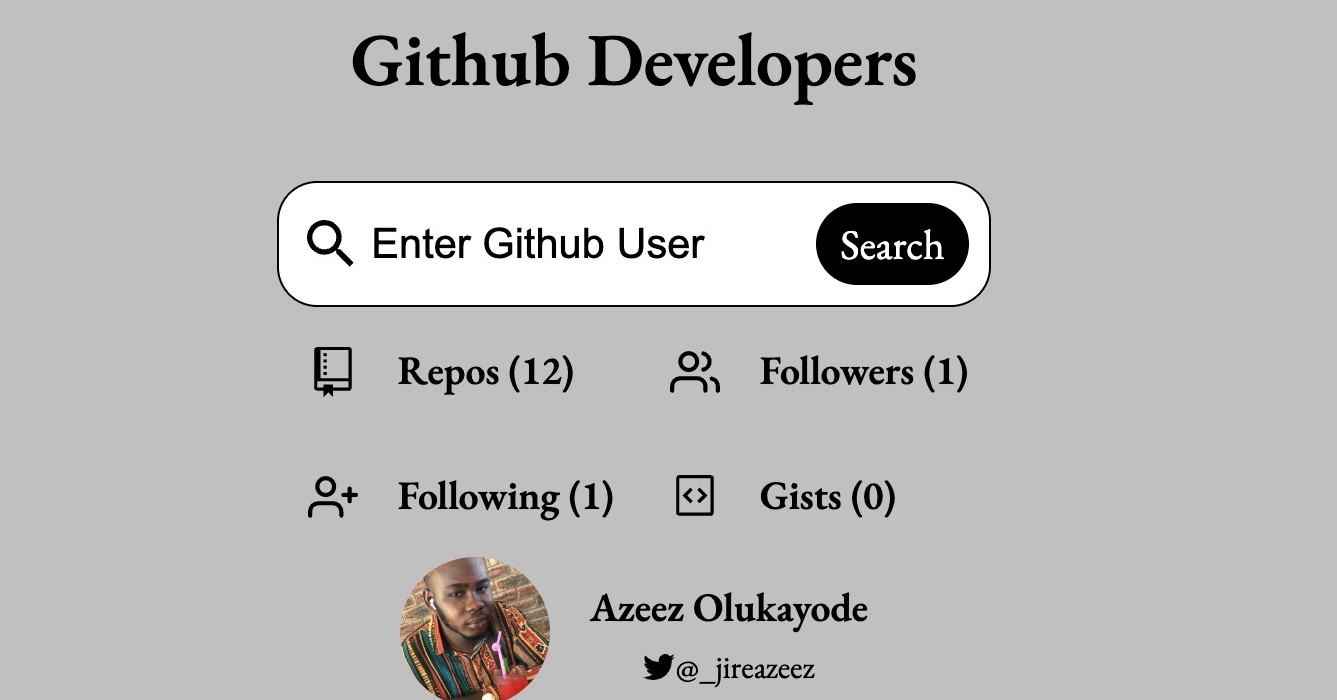 Github Developers
Enter Github User
Search
Repos (12)
Followers (1)
Following (1)
Gists (0)
Azeez Olukayode
@_jireazeez